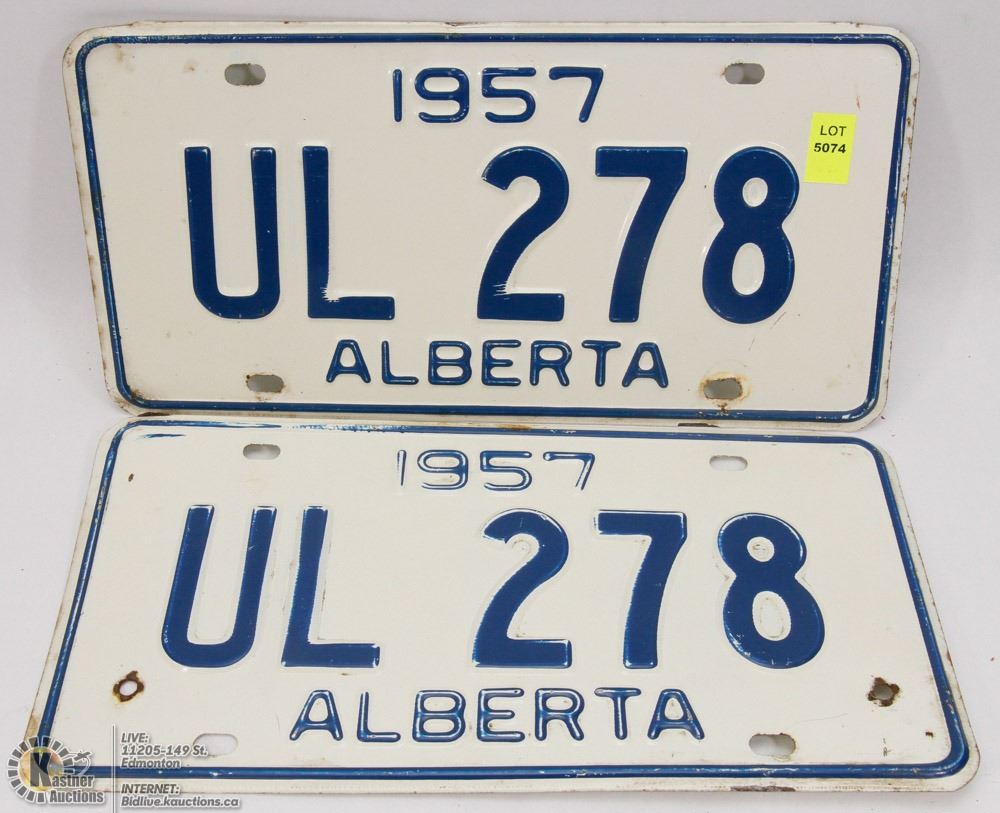 1957
LOT
5074
UL 278
ALBERTA
1957
UL 278
ALBERTA
Kastner
Auctions
LIVE:
11205-149 St.
Edmonton
INTERNET:
Bidlive.kauctions.ca